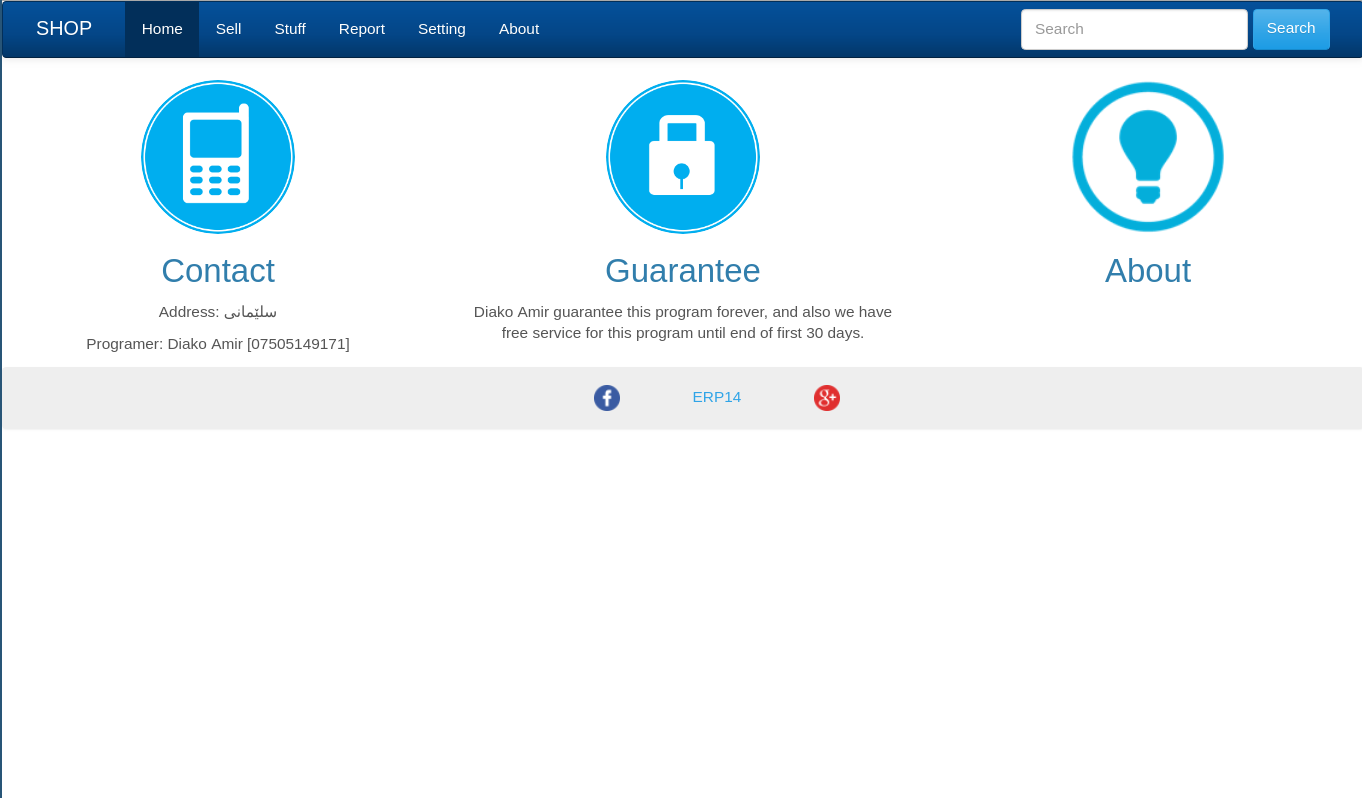 SHOP Home Sell Stuff Report Setting About Search Search
Contact
Address: سلێمانی
Programer: Diako Amir [07505149171]
Guarantee
Diako Amir guarantee this program forever, and also we have
free service for this program until end of first 30 days.
About
ERP14